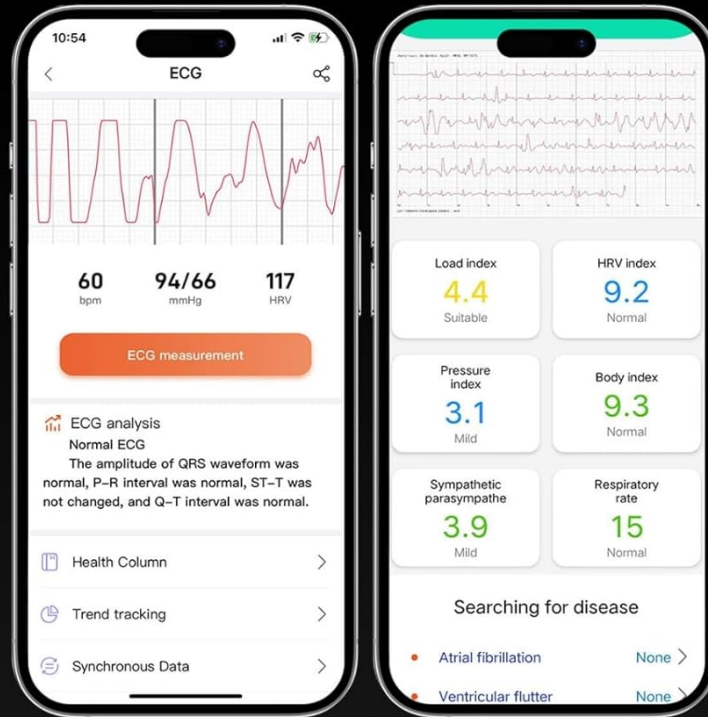 10:54
ECG
60
bpm
94/66
mmHg
117
HRV
ECG measurement
ECG analysis
Normal ECG
The amplitude of QRS waveform was
normal, P-R interval was normal, ST-T was
not changed, and Q-T interval was normal.
Health Column
Trend tracking
Synchronous Data
Load index
4.4
Suitable
HRV index
9.2
Normal
Pressure
index
3.1
Mild
Body index
9.3
Normal
Sympathetic
parasympathe
3.9
Mild
Respiratory
rate
15
Normal
Searching for disease
Atrial fibrillation
None
Ventricular flutter
None